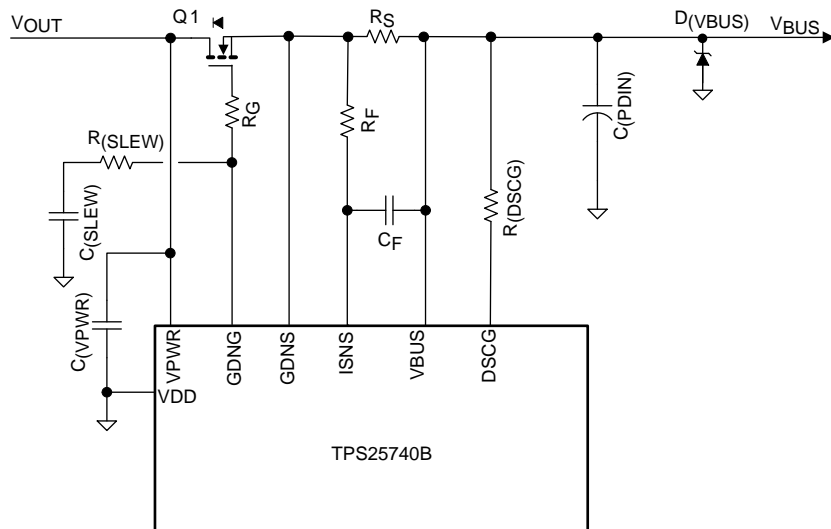 VOUT
Q1
RS
D(VBUS)
VBUS
RG
RF
C(PDIN)
R(SLEW)
C(SLEW)
CF
R(DSCG)
C(VPWR)
VPWR
GDNG
GDNS
ISNS
VBUS
DSCG
VDD
TPS25740B